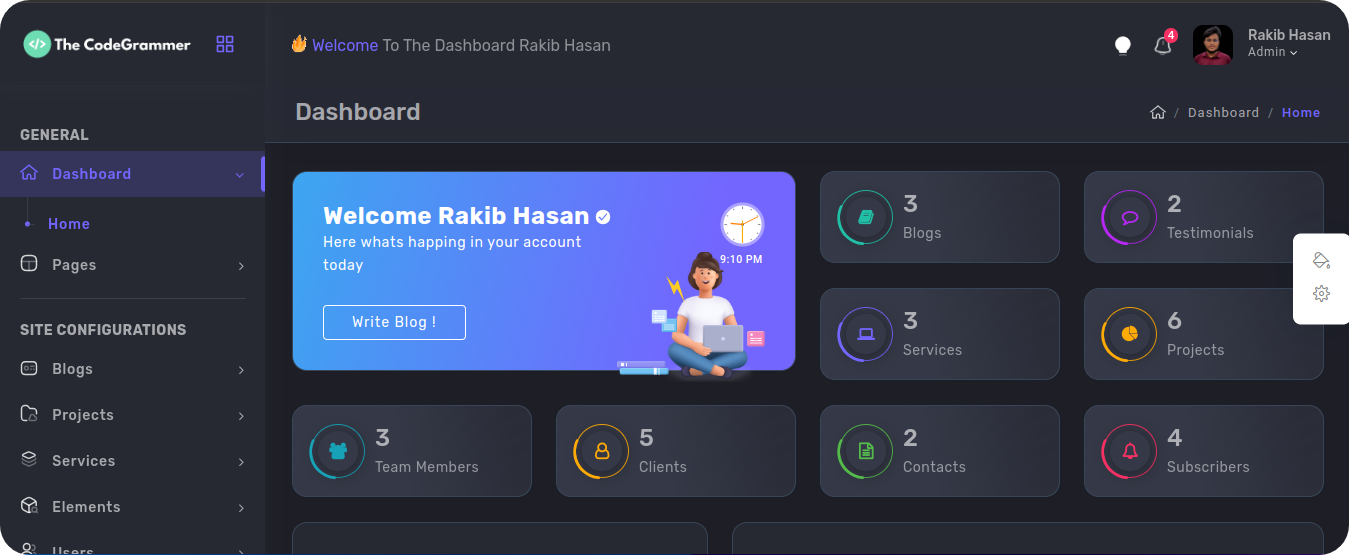 The CodeGrammer
Welcome To The Dashboard Rakib Hasan
4
Rakib Hasan
Admin
Dashboard
/ Dashboard / Home
GENERAL
Dashboard
Home
Pages
SITE CONFIGURATIONS
Blogs
Projects
Services
Elements
Users
Welcome Rakib Hasan
Here whats happing in your account
today
Write Blog !
9:10 PM
3
Blogs
2
Testimonials
3
Services
6
Projects
3
Team Members
5
Clients
2
Contacts
4
Subscribers